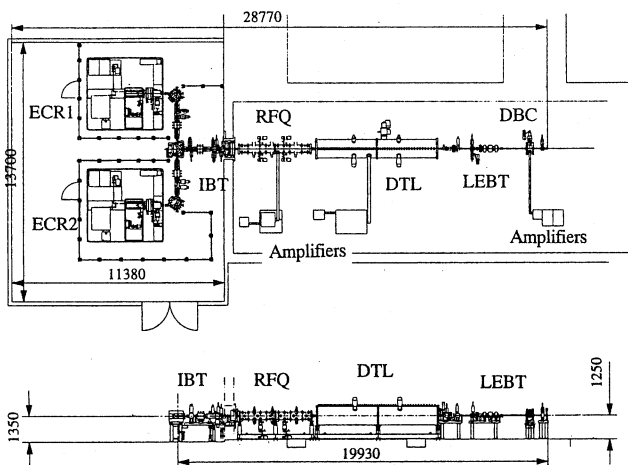 28770
ECR1
RFQ
DBC
13700
IBT
DTL
LEBT
ECR2
Amplifiers
Amplifiers
11380
IBT
RFQ
DTL
LEBT
1250
1350
19930